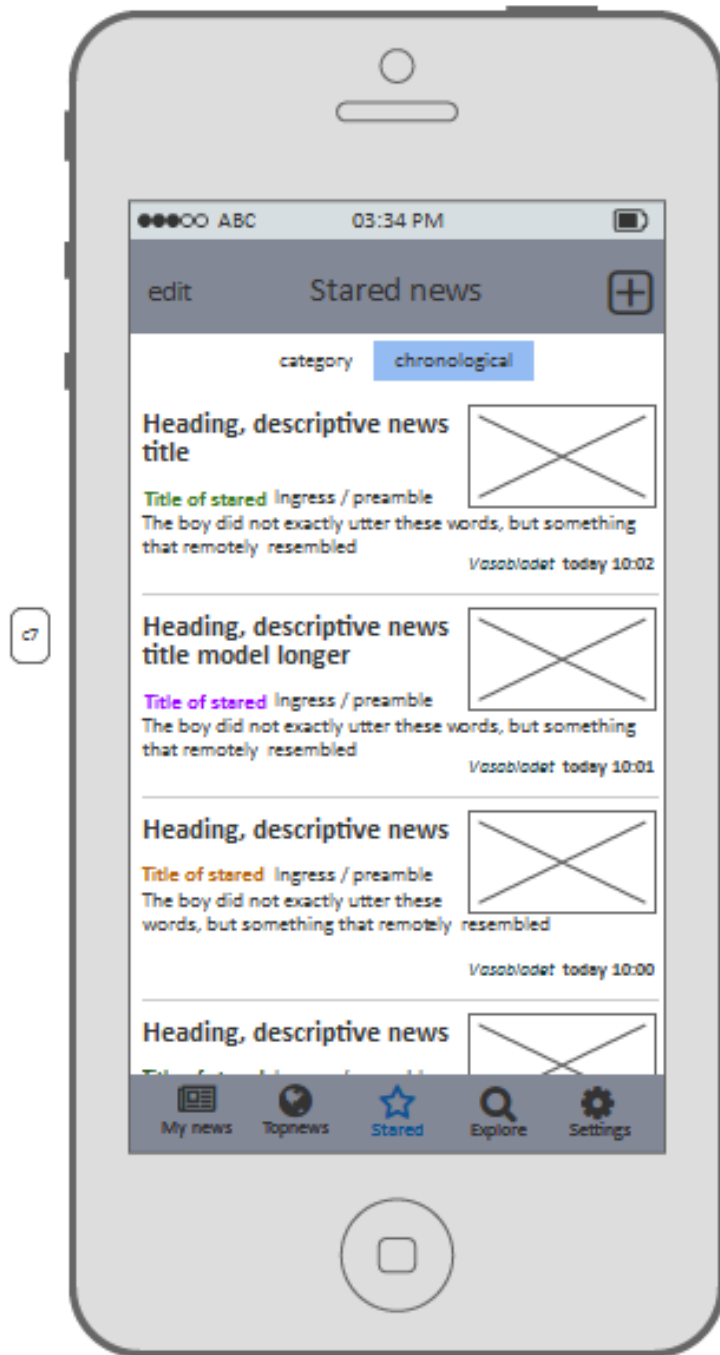 ABC 03:34 PM
edit Stared news
category chronological
Heading, descriptive news
title
Title of stared Ingress / preamble
The boy did not exactly utter these words, but something
that remotely resembled
Vasabladet today 10:02
c7
Heading, descriptive news
title model longer
Title of stared Ingress / preamble
The boy did not exactly utter these words, but something
that remotely resembled
Vasabladet today 10:01
Heading, descriptive news
Title of stared Ingress / preamble
The boy did not exactly utter these
words, but something that remotely resembled
Vasabladet today 10:00
Heading, descriptive news
My news Topnews Stared Explore Settings